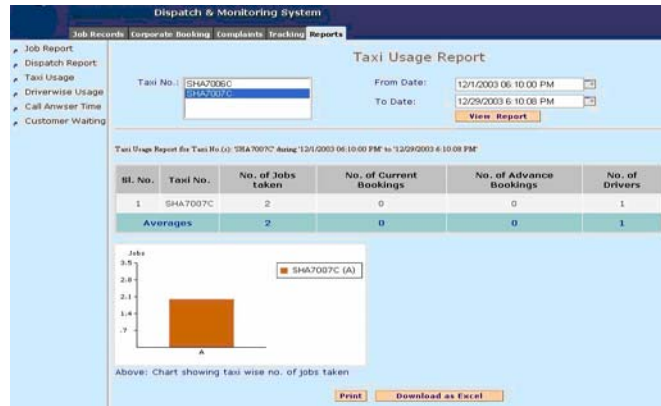 Dispatch & Monitoring System
Job Records Corporate Booking Complaints Tracking Reports
Job Report
Dispatch Report
Taxi Usage
Driverwise Usage
Call Anwser Time
Customer Waiting
Taxi Usage Report
Taxi No.: SHA7006C
SHA7007C
From Date: 12/1/2003 06:10:00 PM
To Date: 12/29/2003 6:10:08 PM
View Report
Taxi Usage Report for Taxi No.(s): 'SHA7007C' during '12/1/2003 06:10:00 PM' to '12/29/2003 6:10:08 PM'
Sl. No. Taxi No. No. of Jobs taken No. of Current Bookings No. of Advance Bookings No. of Drivers
1 SHA7007C 2 0 0 1
Averages 2 0 0 1
Jobs
3.5
2.8
2.1
1.4
.7
A
SHA7007C (A)
Above: Chart showing taxi wise no. of jobs taken
Print Download as Excel